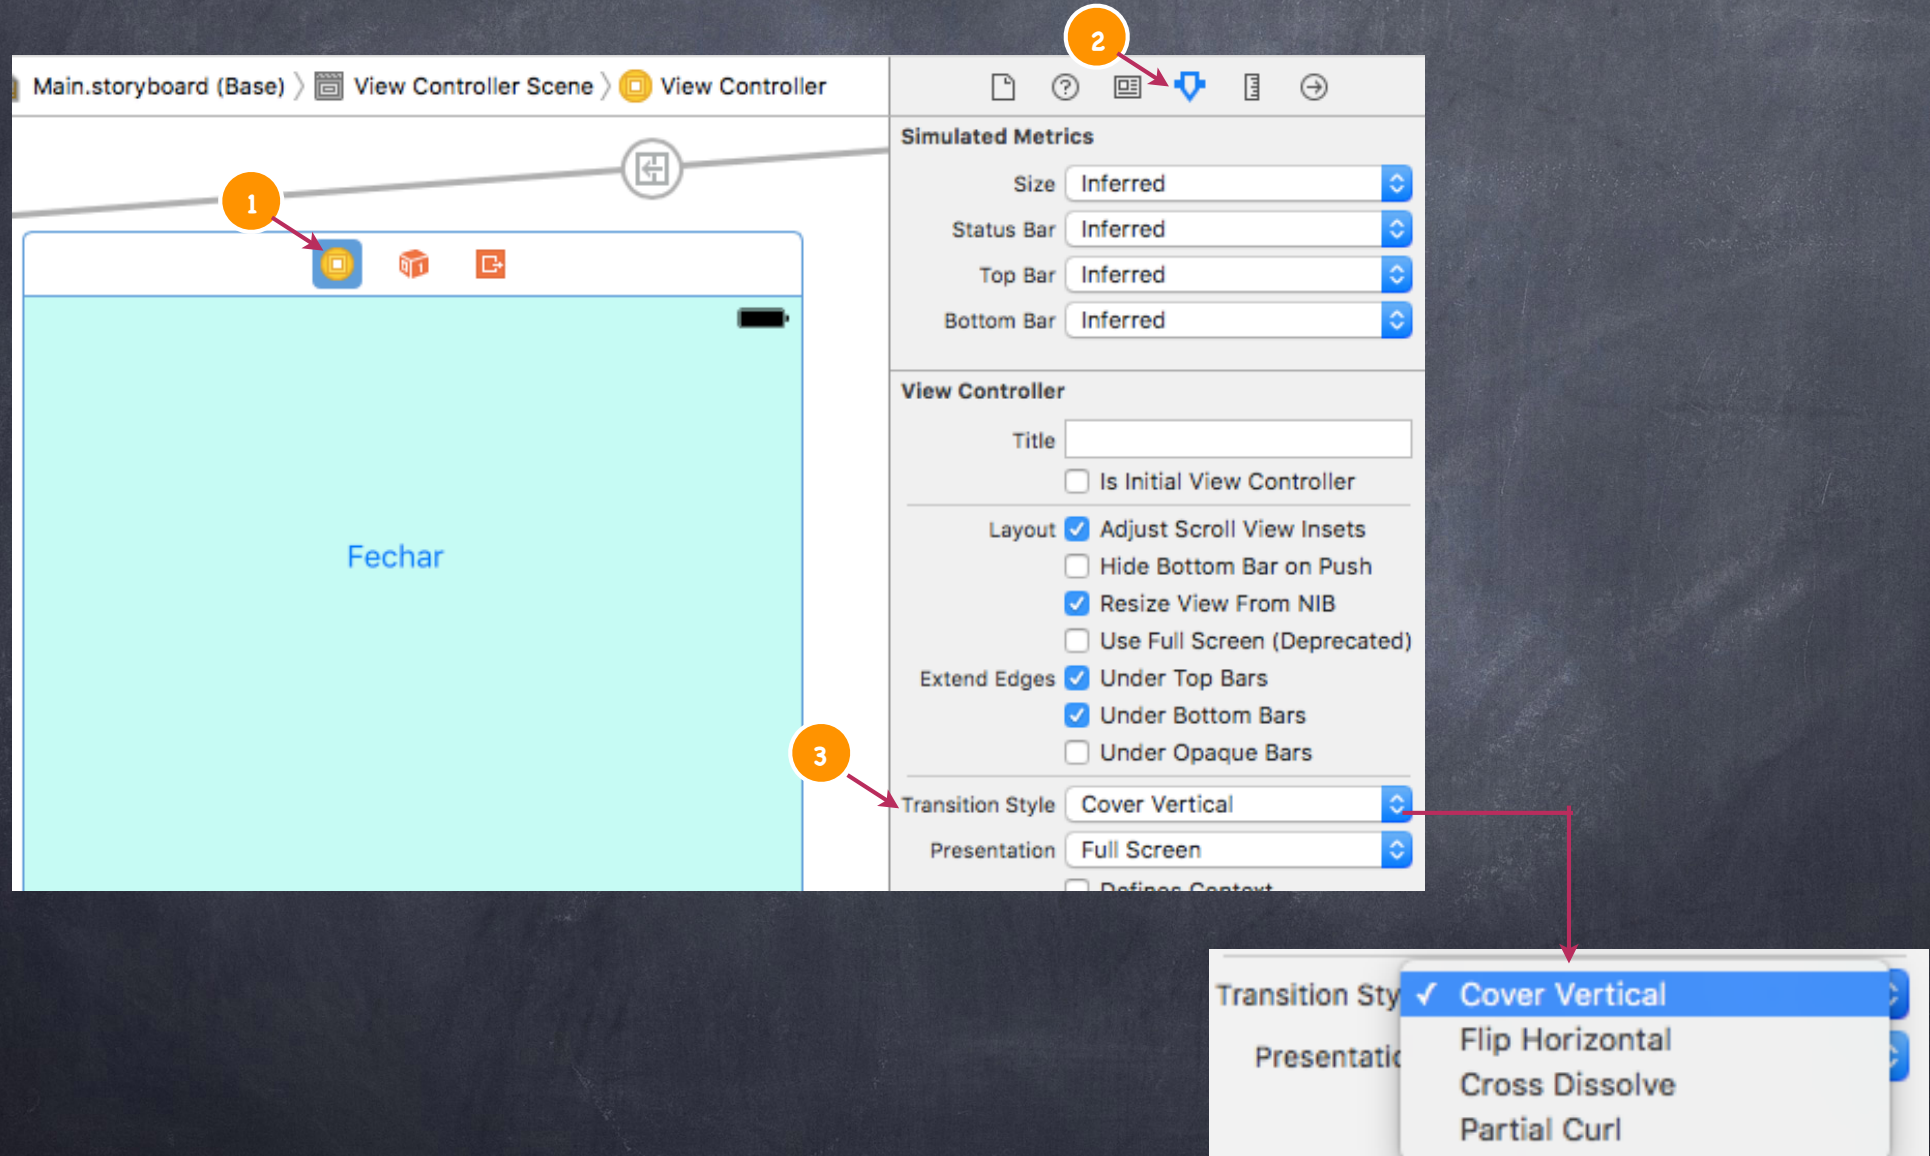 2
Main.storyboard (Base) 〉 View Controller Scene 〉 View Controller
Simulated Metrics
Size Inferred
Status Bar Inferred
Top Bar Inferred
Bottom Bar Inferred
1
Fechar
View Controller
Title
Is Initial View Controller
Layout Adjust Scroll View Insets
Hide Bottom Bar on Push
Resize View From NIB
Use Full Screen (Deprecated)
Extend Edges Under Top Bars
Under Bottom Bars
Under Opaque Bars
3
Transition Style Cover Vertical
Presentation Full Screen
Defines Context
Transition Sty ✓ Cover Vertical
Flip Horizontal
Presentatic
Cross Dissolve
Partial Curl